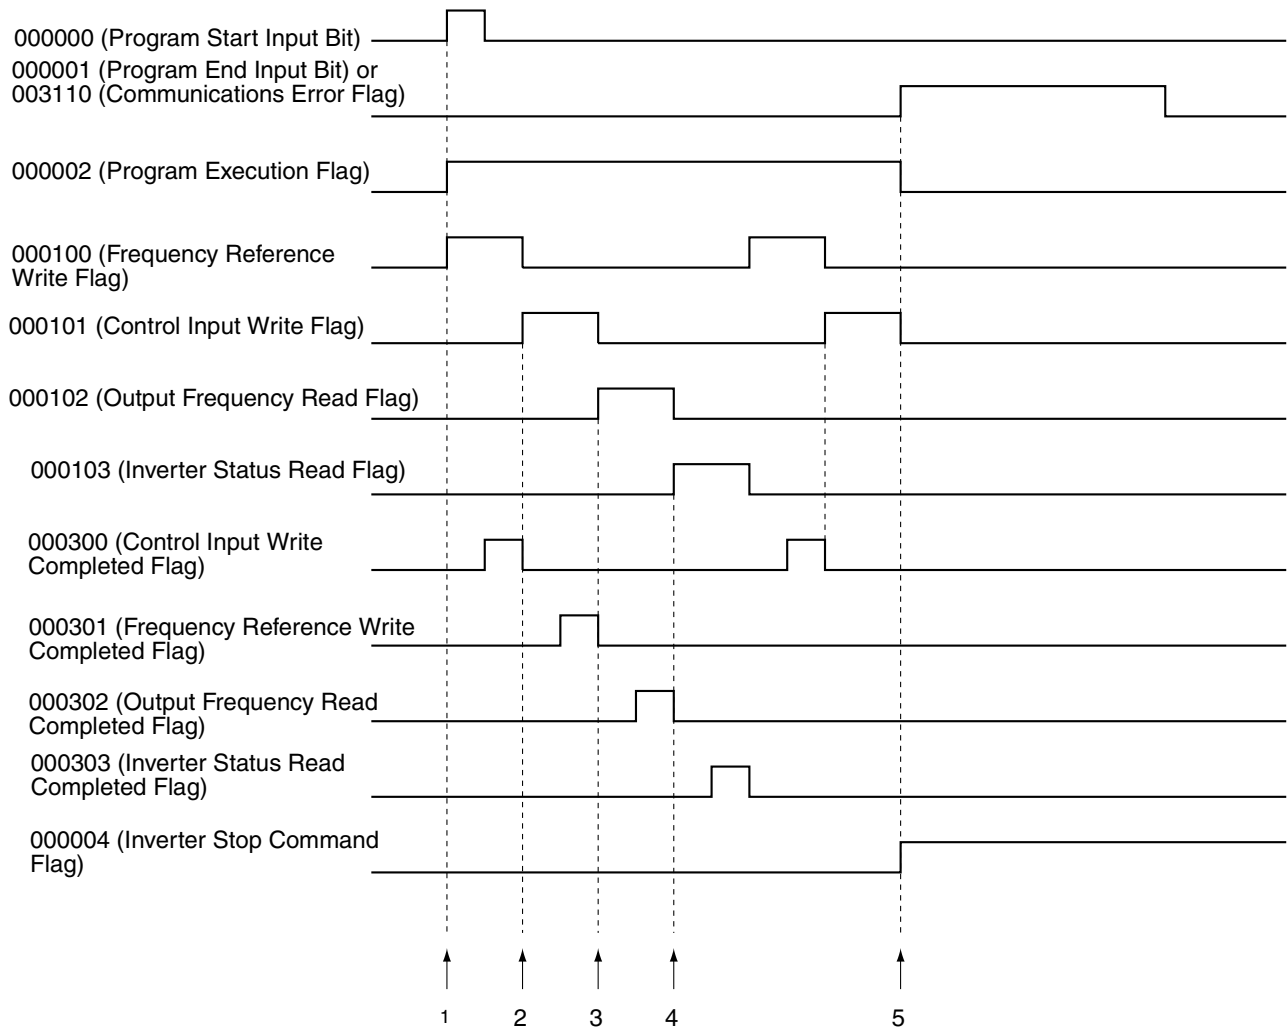 000000 (Program Start Input Bit)
000001 (Program End Input Bit) or
003110 (Communications Error Flag)
000002 (Program Execution Flag)
000100 (Frequency Reference
Write Flag)
000101 (Control Input Write Flag)
000102 (Output Frequency Read Flag)
000103 (Inverter Status Read Flag)
000300 (Control Input Write
Completed Flag)
000301 (Frequency Reference Write
Completed Flag)
000302 (Output Frequency Read
Completed Flag)
000303 (Inverter Status Read
Completed Flag)
000004 (Inverter Stop Command
Flag)
1 2 3 4 5